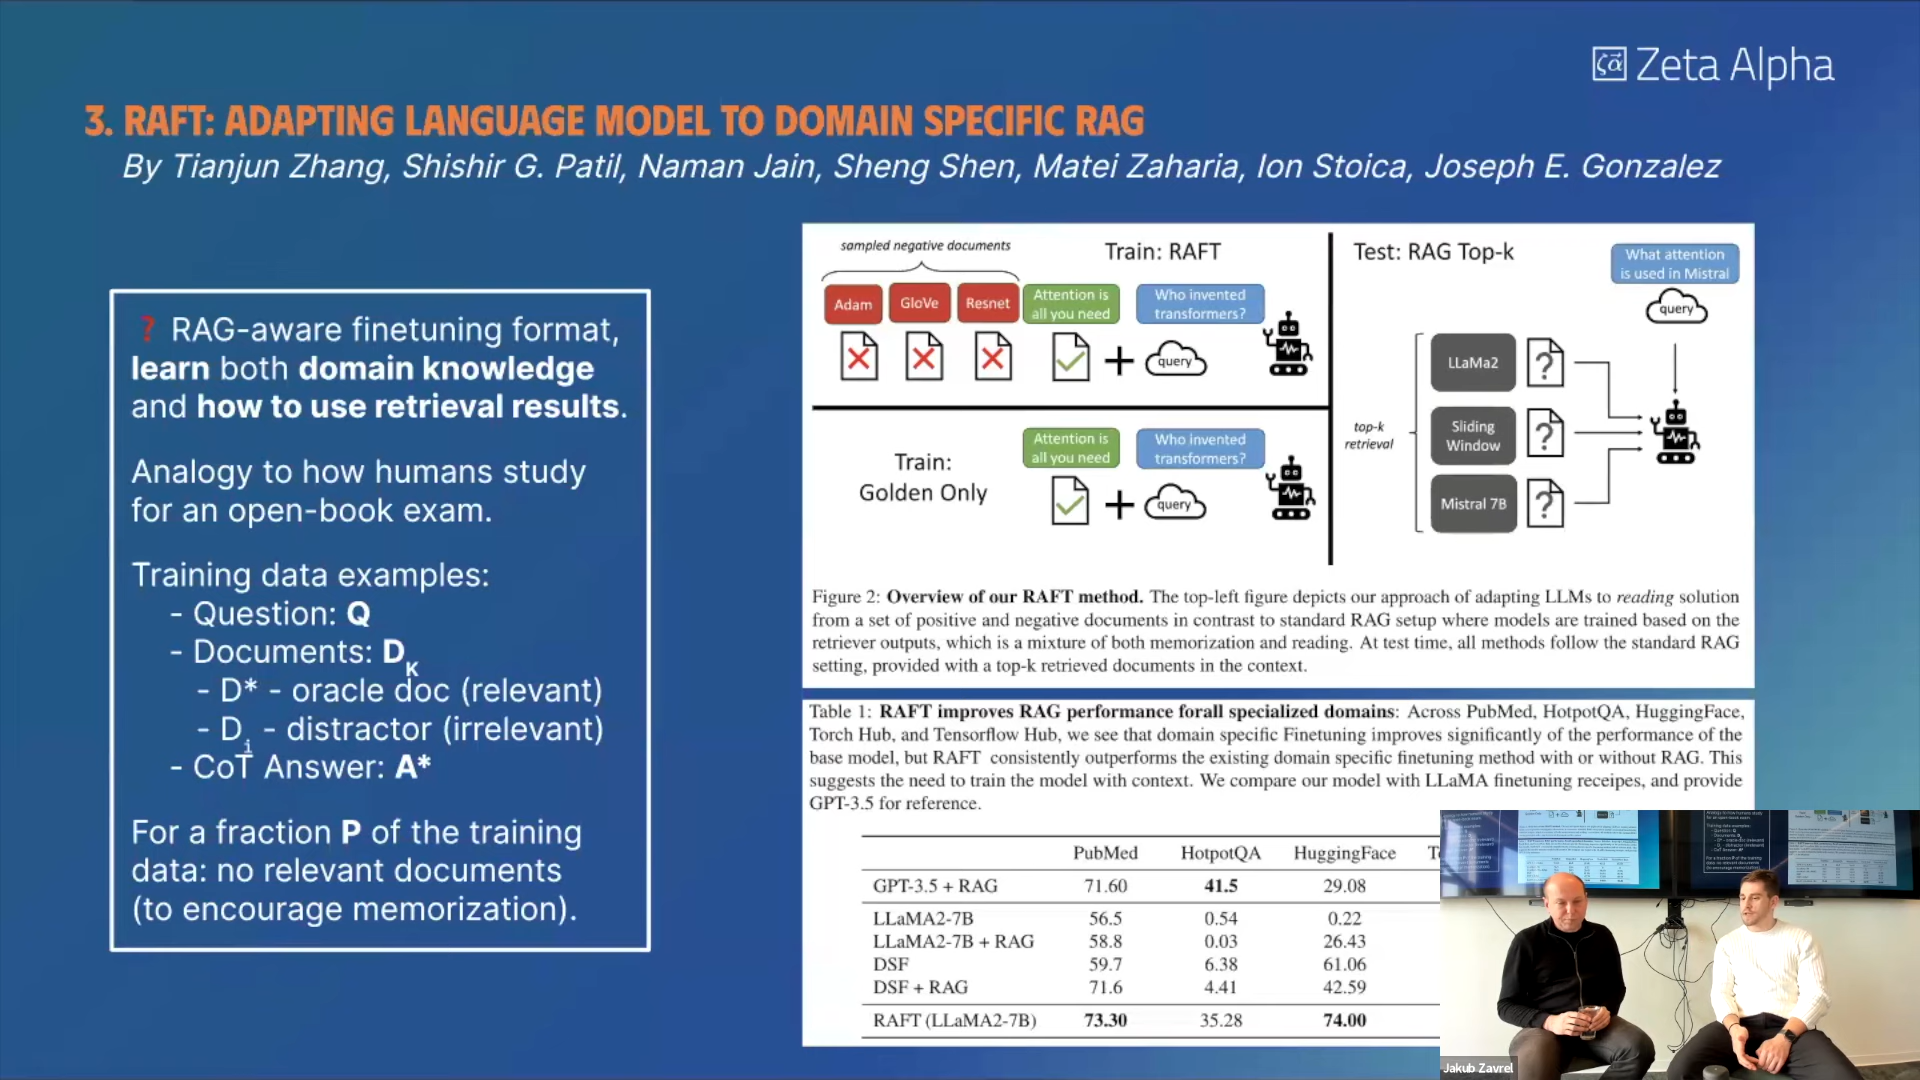 ζα Zeta Alpha
3. RAFT: ADAPTING LANGUAGE MODEL TO DOMAIN SPECIFIC RAG
By Tianjun Zhang, Shishir G. Patil, Naman Jain, Sheng Shen, Matei Zaharia, Ion Stoica, Joseph E. Gonzalez
❓ RAG-aware finetuning format,
learn both domain knowledge
and how to use retrieval results.
Analogy to how humans study
for an open-book exam.
Training data examples:
- Question: Q
- Documents: D_K
- D* - oracle doc (relevant)
- D_i - distractor (irrelevant)
- CoT Answer: A*
For a fraction P of the training
data: no relevant documents
(to encourage memorization).
sampled negative documents
Train: RAFT
Adam
GloVe
Resnet
Attention is
all you need
Who invented
transformers?
+
query
Train:
Golden Only
Attention is
all you need
Who invented
transformers?
+
query
Test: RAG Top-k
What attention
is used in Mistral
query
top-k
retrieval
LLaMa2
?
Sliding
Window
?
Mistral 7B
?
Figure 2: Overview of our RAFT method. The top-left figure depicts our approach of adapting LLMs to reading solution
from a set of positive and negative documents in contrast to standard RAG setup where models are trained based on the
retriever outputs, which is a mixture of both memorization and reading. At test time, all methods follow the standard RAG
setting, provided with a top-k retrieved documents in the context.
Table 1: RAFT improves RAG performance forall specialized domains: Across PubMed, HotpotQA, HuggingFace,
Torch Hub, and Tensorflow Hub, we see that domain specific Finetuning improves significantly of the performance of the
base model, but RAFT consistently outperforms the existing domain specific finetuning method with or without RAG. This
suggests the need to train the model with context. We compare our model with LLaMA finetuning receipes, and provide
GPT-3.5 for reference.
PubMed HotpotQA HuggingFace
GPT-3.5 + RAG 71.60 41.5 29.08
LLaMA2-7B 56.5 0.54 0.22
LLaMA2-7B + RAG 58.8 0.03 26.43
DSF 59.7 6.38 61.06
DSF + RAG 71.6 4.41 42.59
RAFT (LLaMA2-7B) 73.30 35.28 74.00
Jakub Zavrel